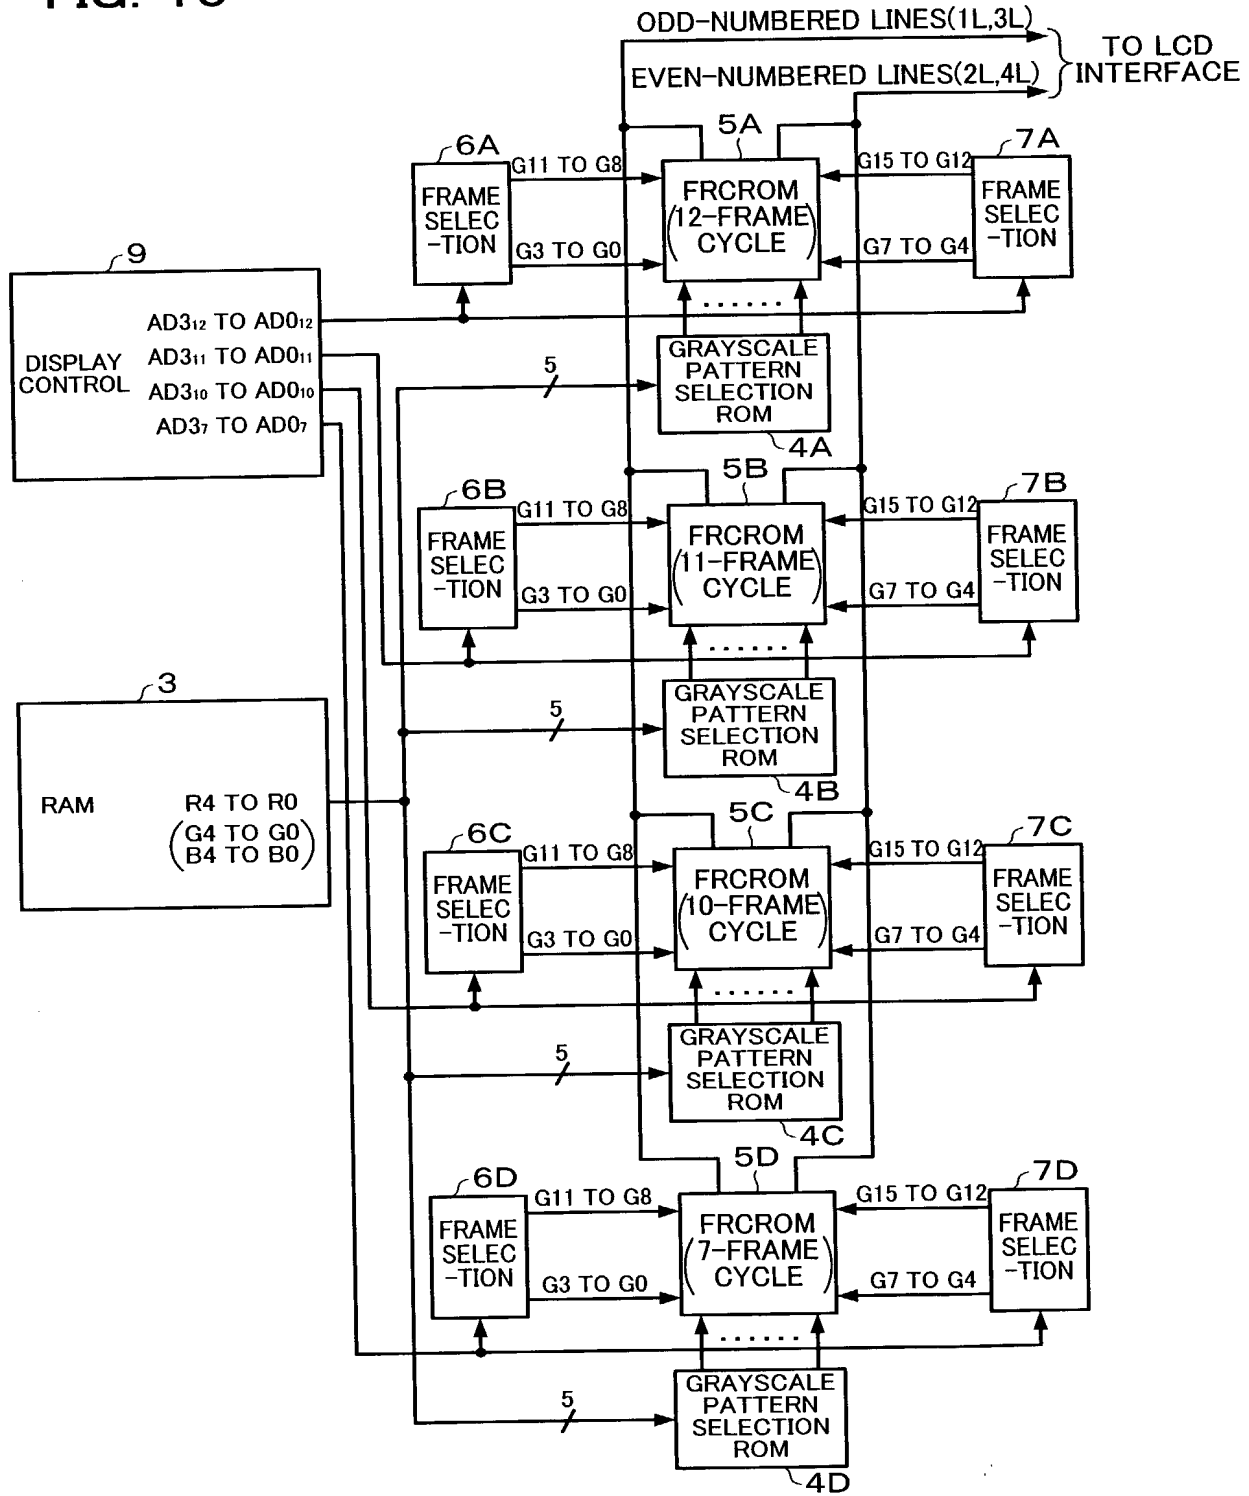 ODD-NUMBERED LINES(1L,3L)
EVEN-NUMBERED LINES(2L,4L)
TO LCD
INTERFACE
6A
5A
7A
FRAME
SELEC
-TION
G11 TO G8
G3 TO G0
FRCROM
(12-FRAME)
CYCLE
G15 TO G12
G7 TO G4
FRAME
SELEC
-TION
9
DISPLAY
CONTROL
AD3₁₂ TO AD0₁₂
AD3₁₁ TO AD0₁₁
AD3₁₀ TO AD0₁₀
AD3₇ TO AD0₇
5
GRAYSCALE
PATTERN
SELECTION
ROM
4A
6B
5B
7B
FRAME
SELEC
-TION
G11 TO G8
G3 TO G0
FRCROM
(11-FRAME)
CYCLE
G15 TO G12
G7 TO G4
FRAME
SELEC
-TION
5
GRAYSCALE
PATTERN
SELECTION
ROM
4B
3
RAM
R4 TO R0
(G4 TO G0
B4 TO B0)
6C
5C
7C
FRAME
SELEC
-TION
G11 TO G8
G3 TO G0
FRCROM
(10-FRAME)
CYCLE
G15 TO G12
G7 TO G4
FRAME
SELEC
-TION
5
GRAYSCALE
PATTERN
SELECTION
ROM
4C
6D
5D
7D
FRAME
SELEC
-TION
G11 TO G8
G3 TO G0
FRCROM
(7-FRAME)
CYCLE
G15 TO G12
G7 TO G4
FRAME
SELEC
-TION
5
GRAYSCALE
PATTERN
SELECTION
ROM
4D